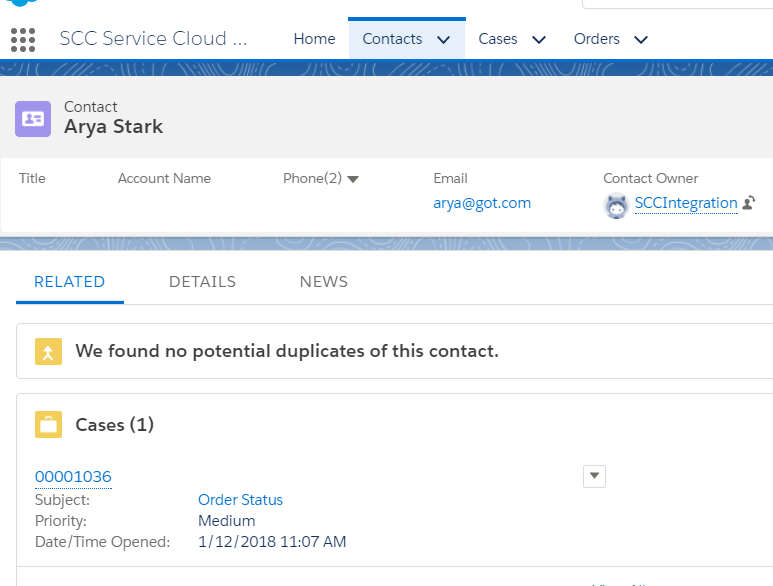 SCC Service Cloud ... Home Contacts Cases Orders
Contact
Arya Stark
Title Account Name Phone(2) Email Contact Owner
arya@got.com SCCIntegration
RELATED DETAILS NEWS
We found no potential duplicates of this contact.
Cases (1)
00001036
Subject: Order Status
Priority: Medium
Date/Time Opened: 1/12/2018 11:07 AM